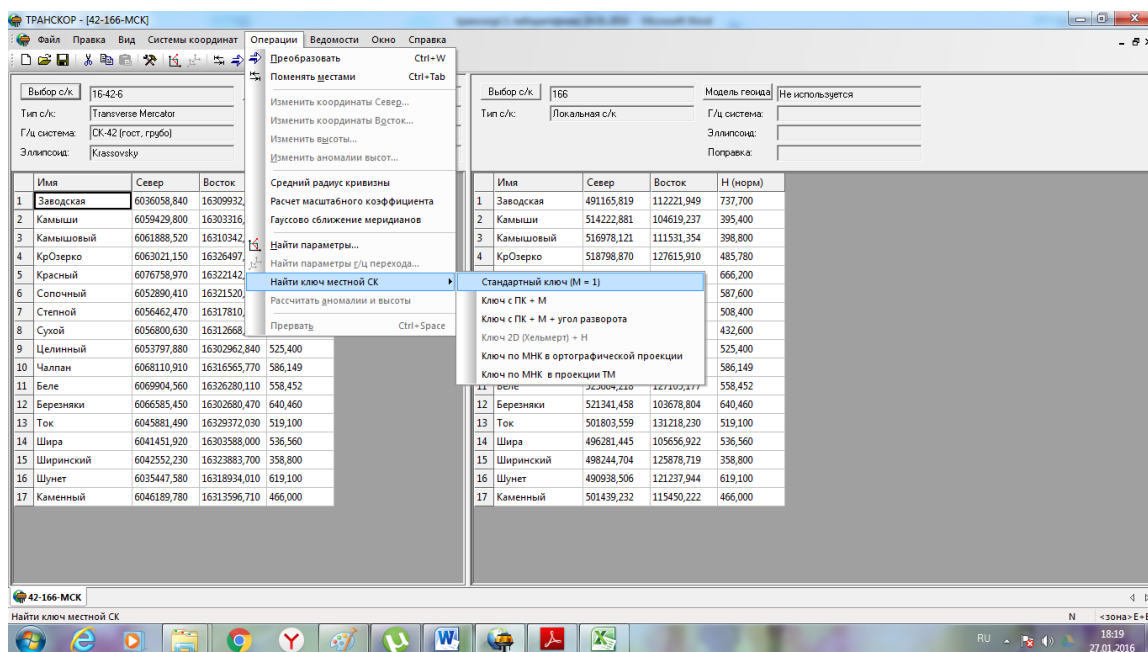 ТРАНСКОР - [42-166-МСК]
Файл Правка Вид Системы координат Операции Ведомости Окно Справка
Преобразовать Ctrl+W
Поменять местами Ctrl+Tab
Изменить координаты Север...
Изменить координаты Восток...
Изменить высоты...
Изменить аномалии высот...
Средний радиус кривизны
Расчет масштабного коэффициента
Гауссово сближение меридианов
Найти параметры...
Найти параметры г/ц перехода...
Найти ключ местной СК
Рассчитать аномалии и высоты
Прервать Ctrl+Space
Стандартный ключ (М = 1)
Ключ с ПК + М
Ключ с ПК + М + угол разворота
Ключ 2D (Хельмерт) + Н
Ключ по МНК в ортографической проекции
Ключ по МНК в проекции ТМ
Выбор с/к 16-42-6
Тип с/к: Transverse Mercator
Г/ц система: СК-42 (гост, грубо)
Эллипсоид: Krassovsky
Имя Север Восток
1 Заводская 6036058,840 16309932,
2 Камыши 6059429,800 16303316,
3 Камышовый 6061888,520 16310342,
4 КрОзерко 6063021,150 16326497,
5 Красный 6076758,970 16322142,
6 Сопочный 6052890,410 16321520,
7 Степной 6056462,470 16317810,
8 Сухой 6056800,630 16312668,
9 Целинный 6053797,880 16302962,840 525,400
10 Чалпан 6068110,910 16316565,770 586,149
11 Беле 6069904,560 16326280,110 558,452
12 Березняки 6066585,450 16302680,470 640,460
13 Ток 6045881,490 16329372,030 519,100
14 Шира 6041451,920 16303588,000 536,560
15 Ширинский 6042552,230 16323883,700 358,800
16 Шунет 6035447,580 16318934,010 619,100
17 Каменный 6046189,780 16313596,710 466,000
Выбор с/к 166 Модель геоида Не используется
Тип с/к: Локальная с/к Г/ц система:
Эллипсоид:
Поправка:
Имя Север Восток Н (норм)
1 Заводская 491165,819 112221,949 737,700
2 Камыши 514222,881 104619,237 395,400
3 Камышовый 516978,121 111531,354 398,800
4 КрОзерко 518798,870 127615,910 485,780
666,200
587,600
508,400
432,600
525,400
586,149
11 Беле 525664,218 127105,177 558,452
12 Березняки 521341,458 103678,804 640,460
13 Ток 501803,559 131218,230 519,100
14 Шира 496281,445 105656,922 536,560
15 Ширинский 498244,704 125878,719 358,800
16 Шунет 490938,506 121237,944 619,100
17 Каменный 501439,232 115450,222 466,000
42-166-МСК
Найти ключ местной СК N <зона>E+
RU 18:19
27.01.2016